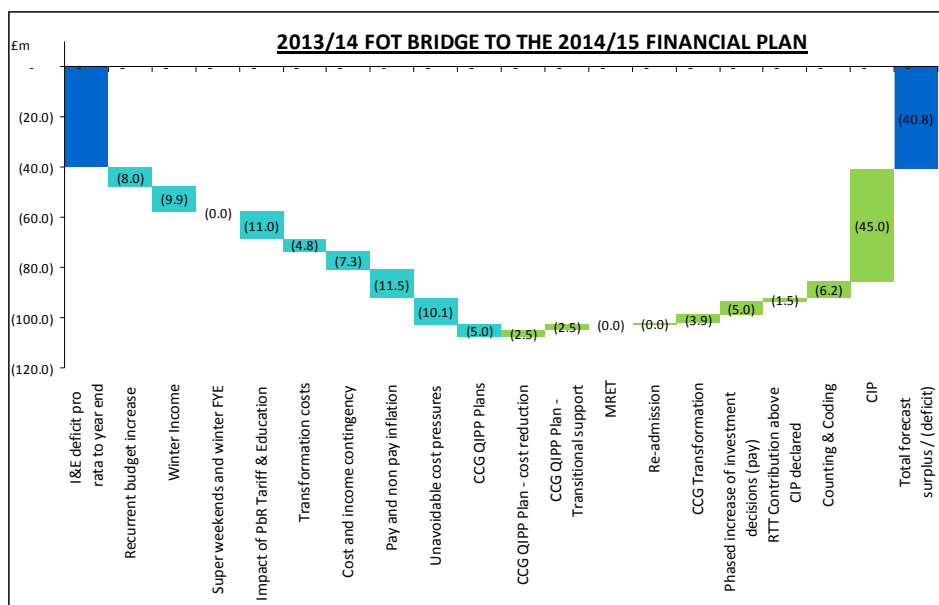 2013/14 FOT BRIDGE TO THE 2014/15 FINANCIAL PLAN
£m
-
- - - - - - - - - - - - - - - - - -
(20.0)
(40.0)
(60.0)
(80.0)
(100.0)
(120.0)
(8.0)
(9.9)
(0.0)
(11.0)
(4.8)
(7.3)
(11.5)
(10.1)
(5.0)
(2.5)
(2.5)
(0.0)
(0.0)
(3.9)
(5.0)
(1.5)
(6.2)
(45.0)
(40.8)
I&E deficit pro
rata to year end
Recurrent budget increase
Winter Income
Super weekends and winter FYE
Impact of PbR Tariff & Education
Transformation costs
Cost and income contingency
Pay and non pay inflation
Unavoidable cost pressures
CCG QIPP Plans
CCG QIPP Plan - cost reduction
CCG QIPP Plan -
Transitional support
MRET
Re-admission
CCG Transformation
Phased increase of investment
decisions (pay)
RTT Contribution above
CIP declared
Counting & Coding
CIP
Total forecast
surplus / (deficit)